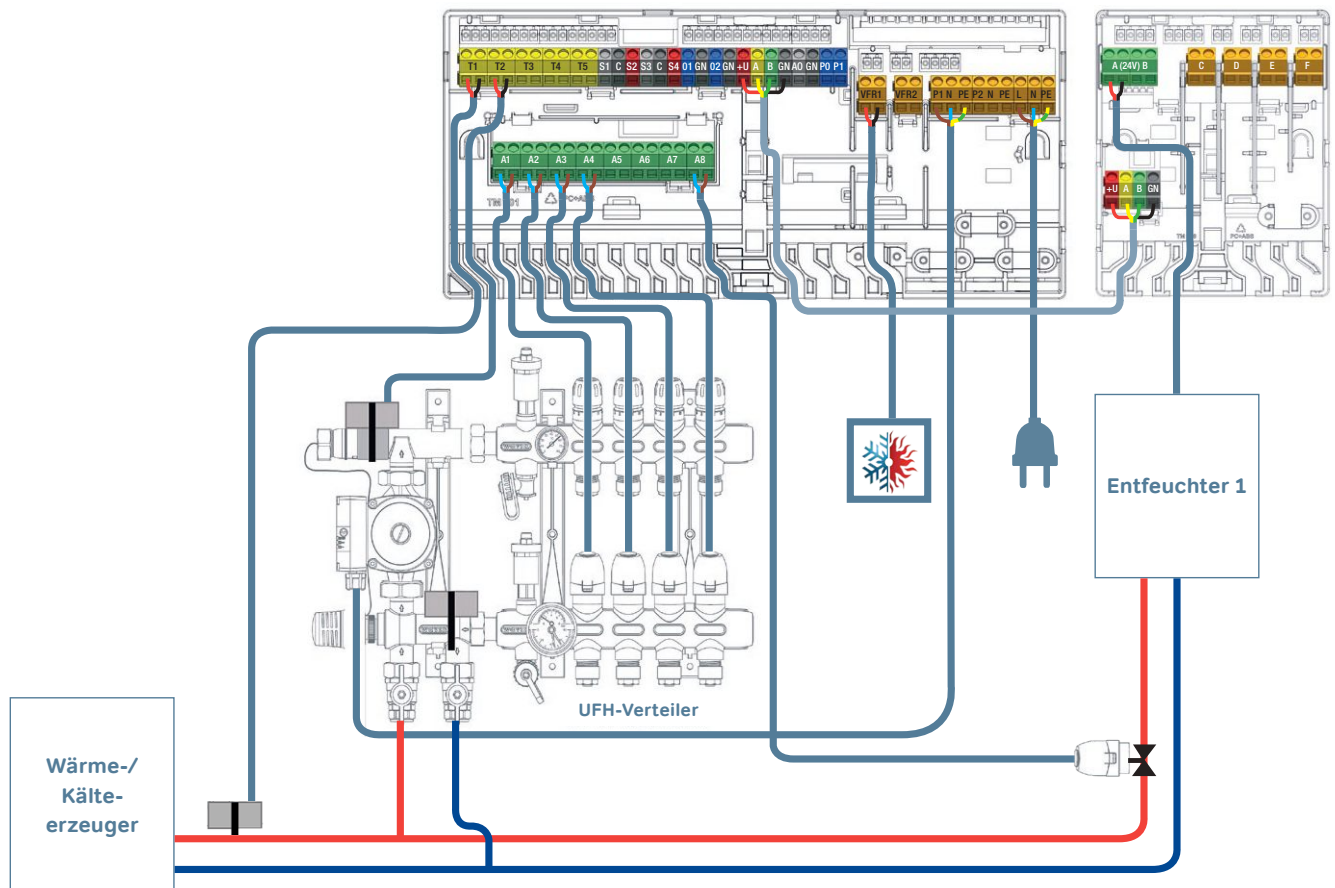 T1 T2 T3 T4 T5 S1 C S2 S3 C S4 01 GN 02 GN +U A B GN AO GN P0 P1
A (24V) B C D E F
VFR1 VFR2 P1 N PE P2 N PE L N PE
A1 A2 A3 A4 A5 A6 A7 A8
+U A B GN
PC+ABS
Entfeuchter 1
UFH-Verteiler
Wärme-/
Kälte-
erzeuger